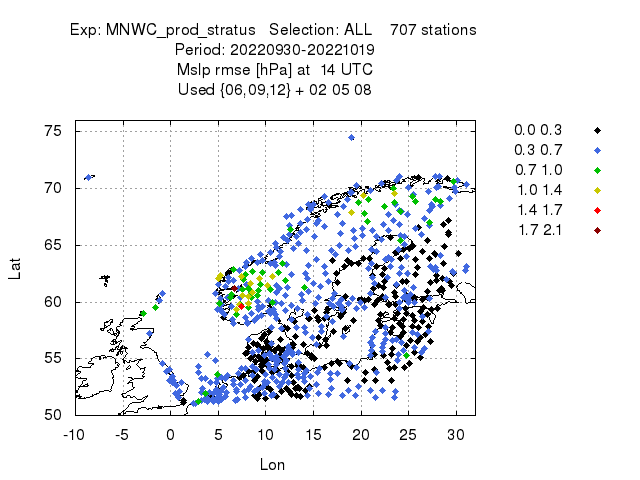 Exp: MNWC_prod_stratus   Selection: ALL    707 stations
Period: 20220930-20221019
Mslp rmse [hPa] at  14 UTC
Used {06,09,12} + 02 05 08
0.0 0.3
0.3 0.7
0.7 1.0
1.0 1.4
1.4 1.7
1.7 2.1
75
70
65
60
55
50
Lat
-10 -5 0 5 10 15 20 25 30
Lon